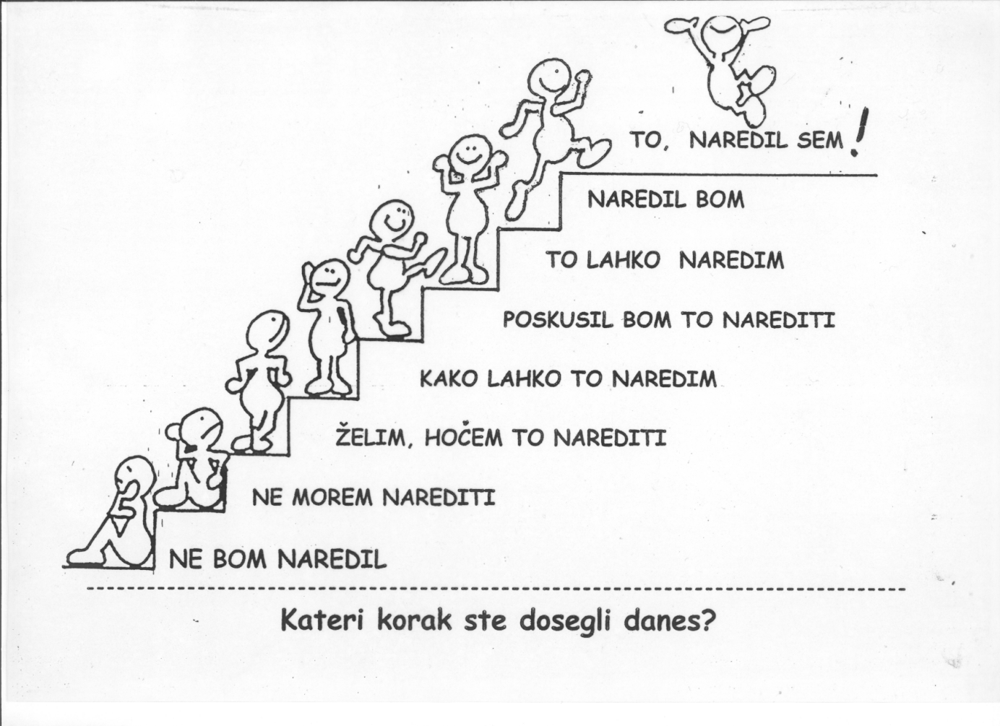 TO, NAREDIL SEM!
NAREDIL BOM
TO LAHKO NAREDIM
POSKUSIL BOM TO NAREDITI
KAKO LAHKO TO NAREDIM
ŽELIM, HOČEM TO NAREDITI
NE MOREM NAREDITI
NE BOM NAREDIL
Kateri korak ste dosegli danes?